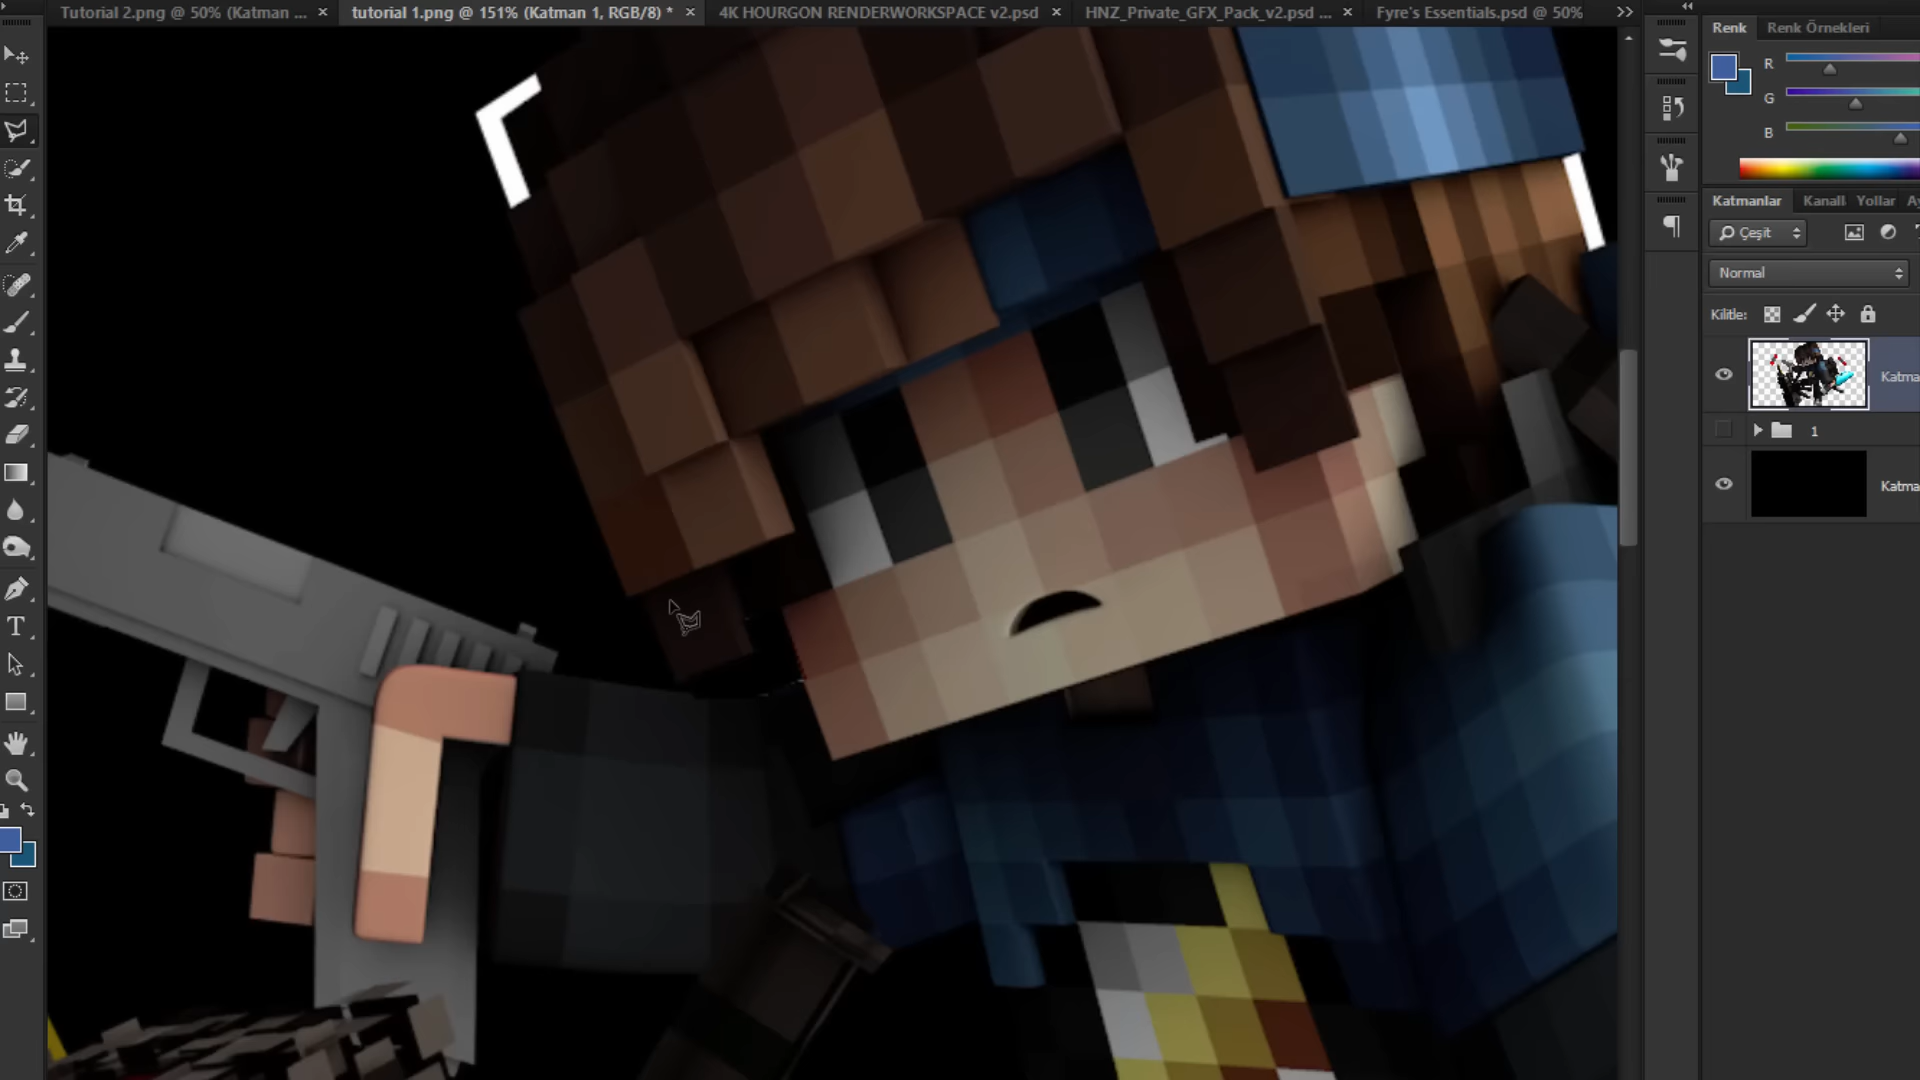 Tutorial 2.png @ 50% (Katman ...
tutorial 1.png @ 151% (Katman 1, RGB/8) *
4K HOURGON RENDERWORKSPACE v2.psd
HNZ_Private_GFX_Pack_v2.psd ...
Fyre's Essentials.psd @ 50%
Renk
Renk Örnekleri
R
G
B
Katmanlar
Kanall
Yollar
Ay
Çeşit
Normal
Kilitle:
Katma
1
Katma
T